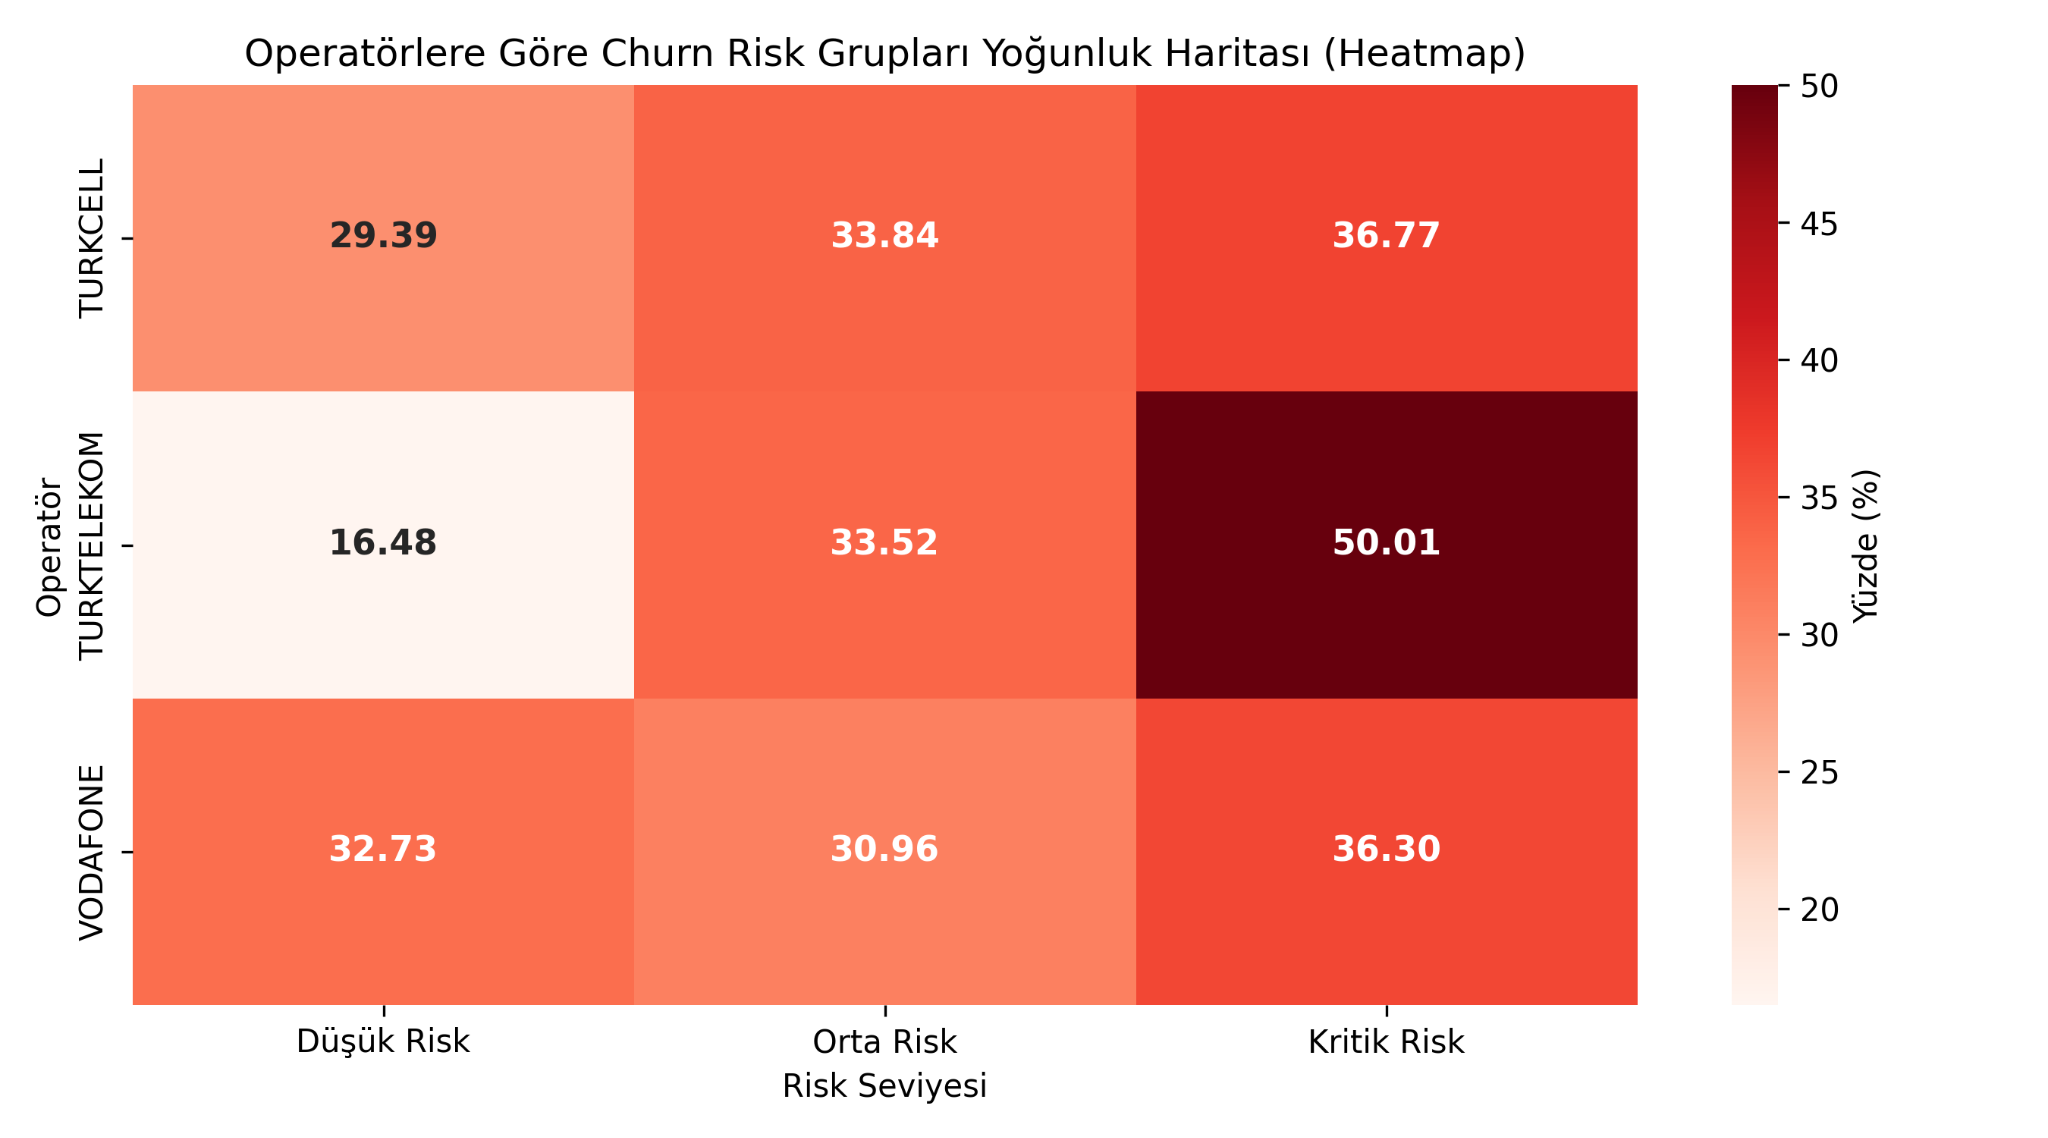 Operatörlere Göre Churn Risk Grupları Yoğunluk Haritası (Heatmap)
Operatör
TURKCELL
29.39 33.84 36.77
TURKTELEKOM
16.48 33.52 50.01
VODAFONE
32.73 30.96 36.30
Düşük Risk Orta Risk Kritik Risk
Risk Seviyesi
50
45
40
35
30
25
20
Yüzde (%)